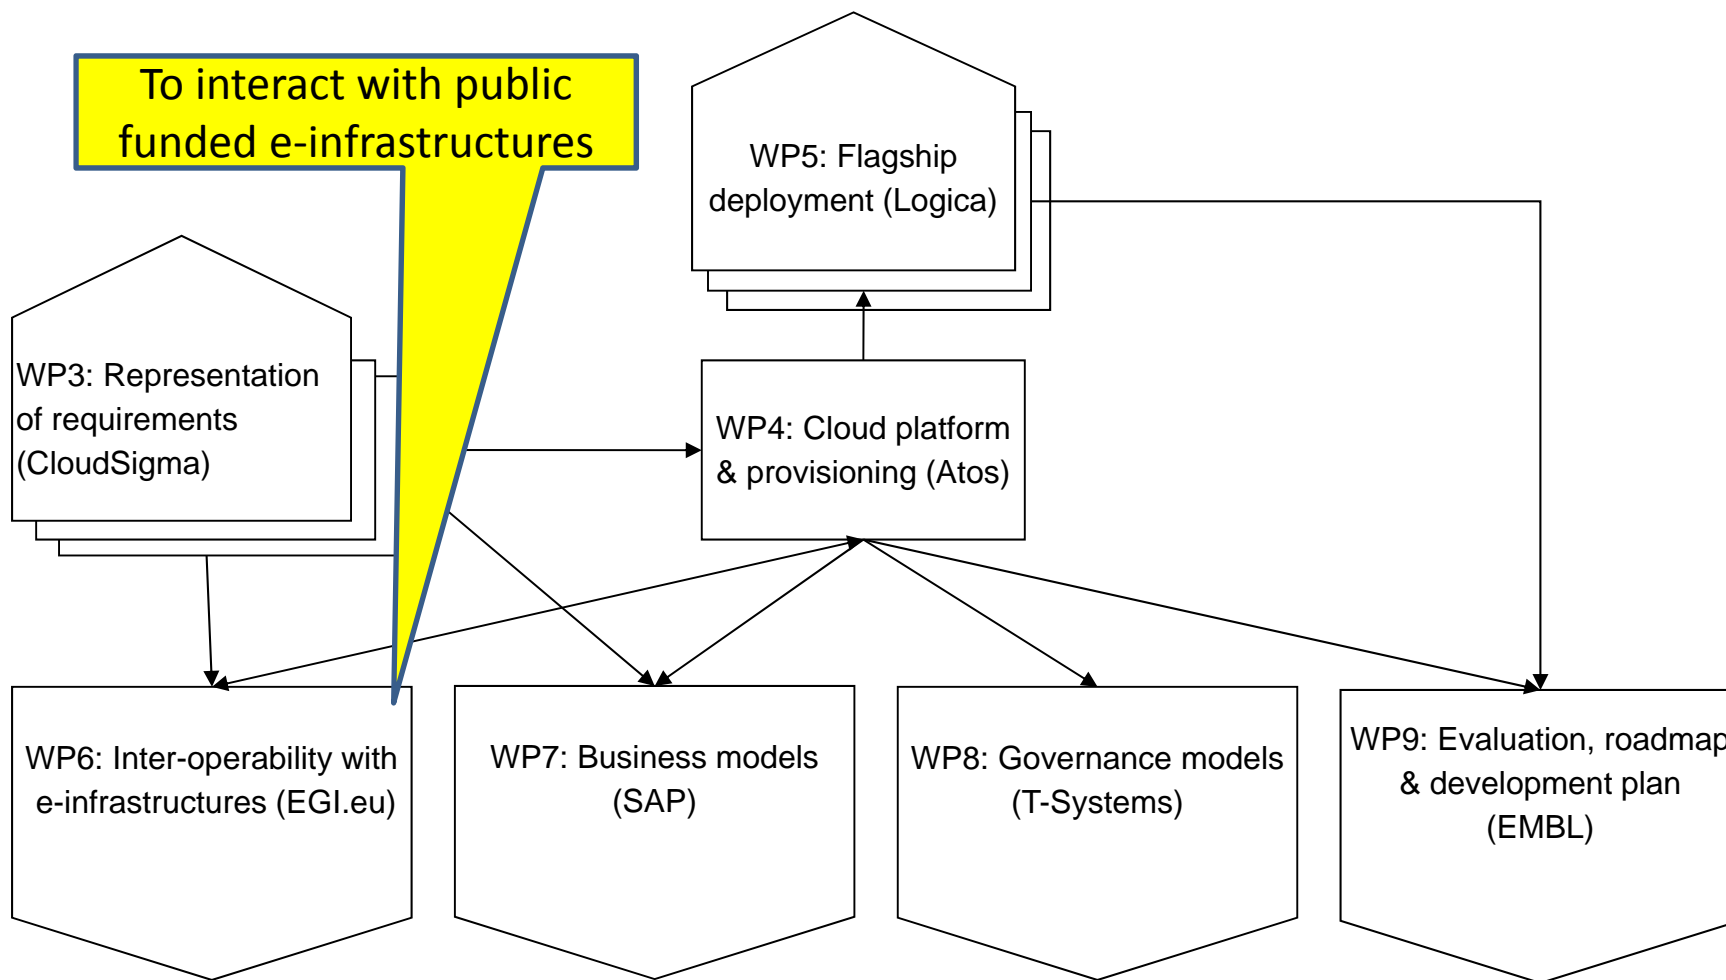 To interact with public
funded e-infrastructures
WP5: Flagship
deployment (Logica)
WP3: Representation
of requirements
(CloudSigma)
WP4: Cloud platform
& provisioning (Atos)
WP6: Inter-operability with
e-infrastructures (EGI.eu)
WP7: Business models
(SAP)
WP8: Governance models
(T-Systems)
WP9: Evaluation, roadmap
& development plan
(EMBL)